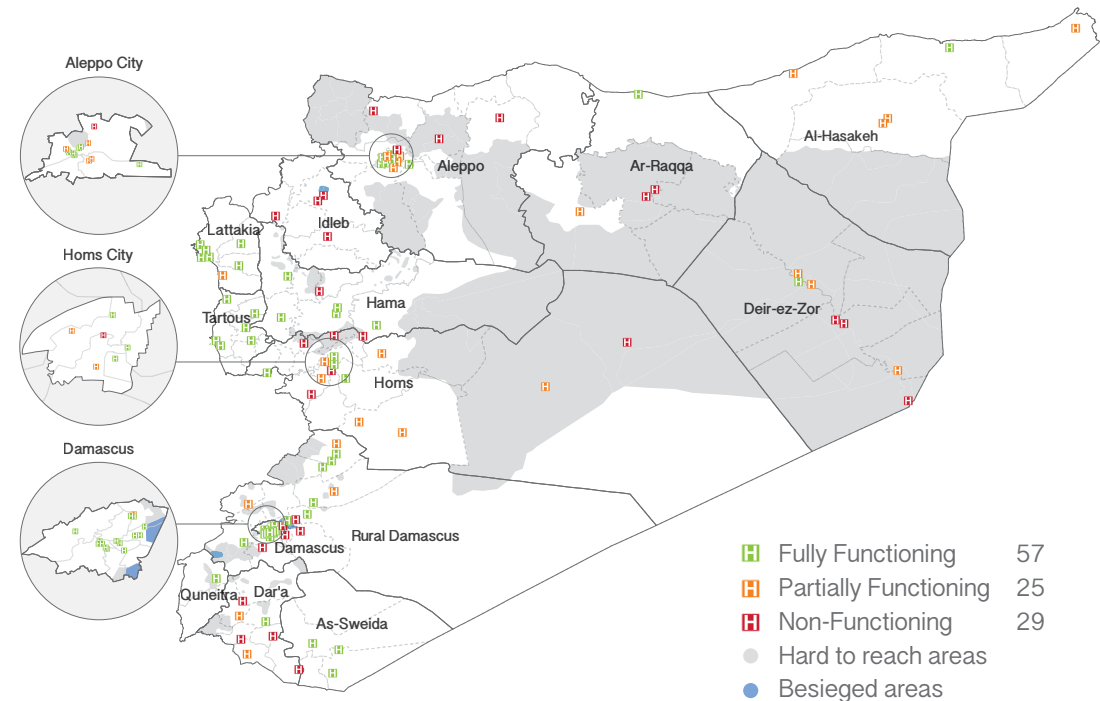 Aleppo City
Al-Hasakeh
Aleppo
Ar-Raqqa
Idleb
Lattakia
Homs City
Hama
Deir-ez-Zor
Tartous
Homs
Damascus
Rural Damascus
Damascus
Quneitra
Dar'a
As-Sweida
H Fully Functioning 57
H Partially Functioning 25
H Non-Functioning 29
Hard to reach areas
Besieged areas